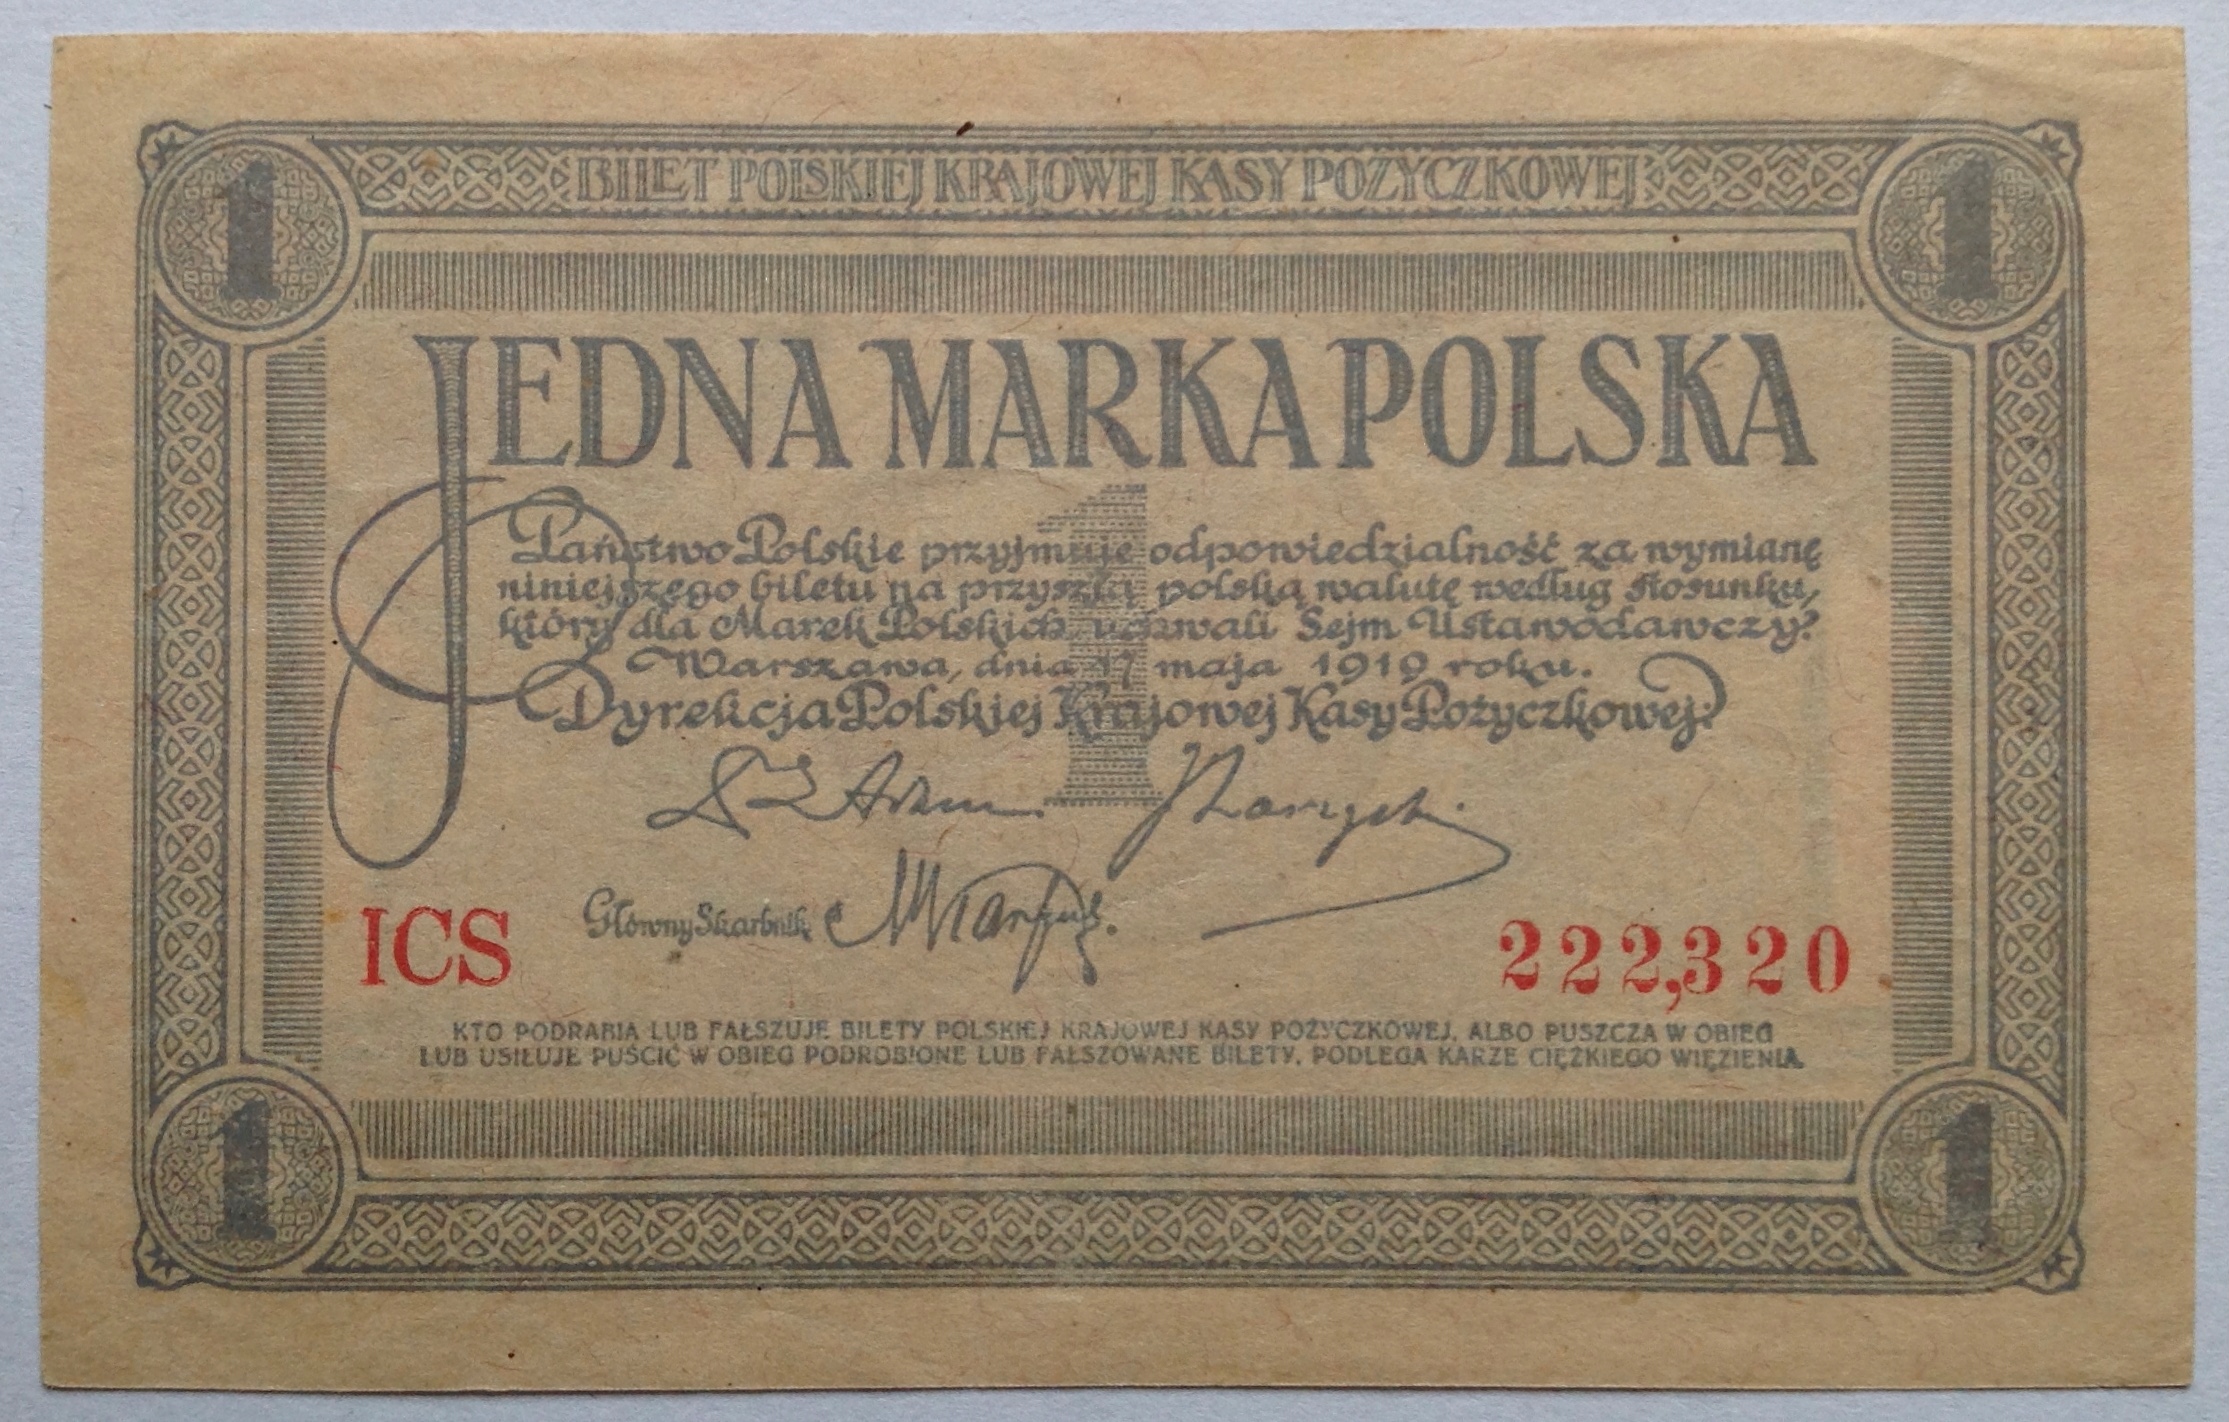 1 BILET POLSKIEJ KRAJOWEJ KASY POŻYCZKOWEJ 1
JEDNA MARKA POLSKA
1
Państwo Polskie przyjmuje odpowiedzialność za wymianę
niniejszego biletu na przyszłą polską walutę według stosunku,
który dla Marek Polskich uchwali Sejm Ustawodawczy.
Warszawa, dnia 17 maja 1919 roku.
Dyrekcja Polskiej Krajowej Kasy Pożyczkowej:
Główny Skarbnik
ICS 222,320
KTO PODRABIA LUB FAŁSZUJE BILETY POLSKIEJ KRAJOWEJ KASY POŻYCZKOWEJ, ALBO PUSZCZA W OBIEG
LUB USIŁUJE PUŚCIĆ W OBIEG PODROBIONE LUB FAŁSZOWANE BILETY, PODLEGA KARZE CIĘŻKIEGO WIĘZIENIA.
1 1